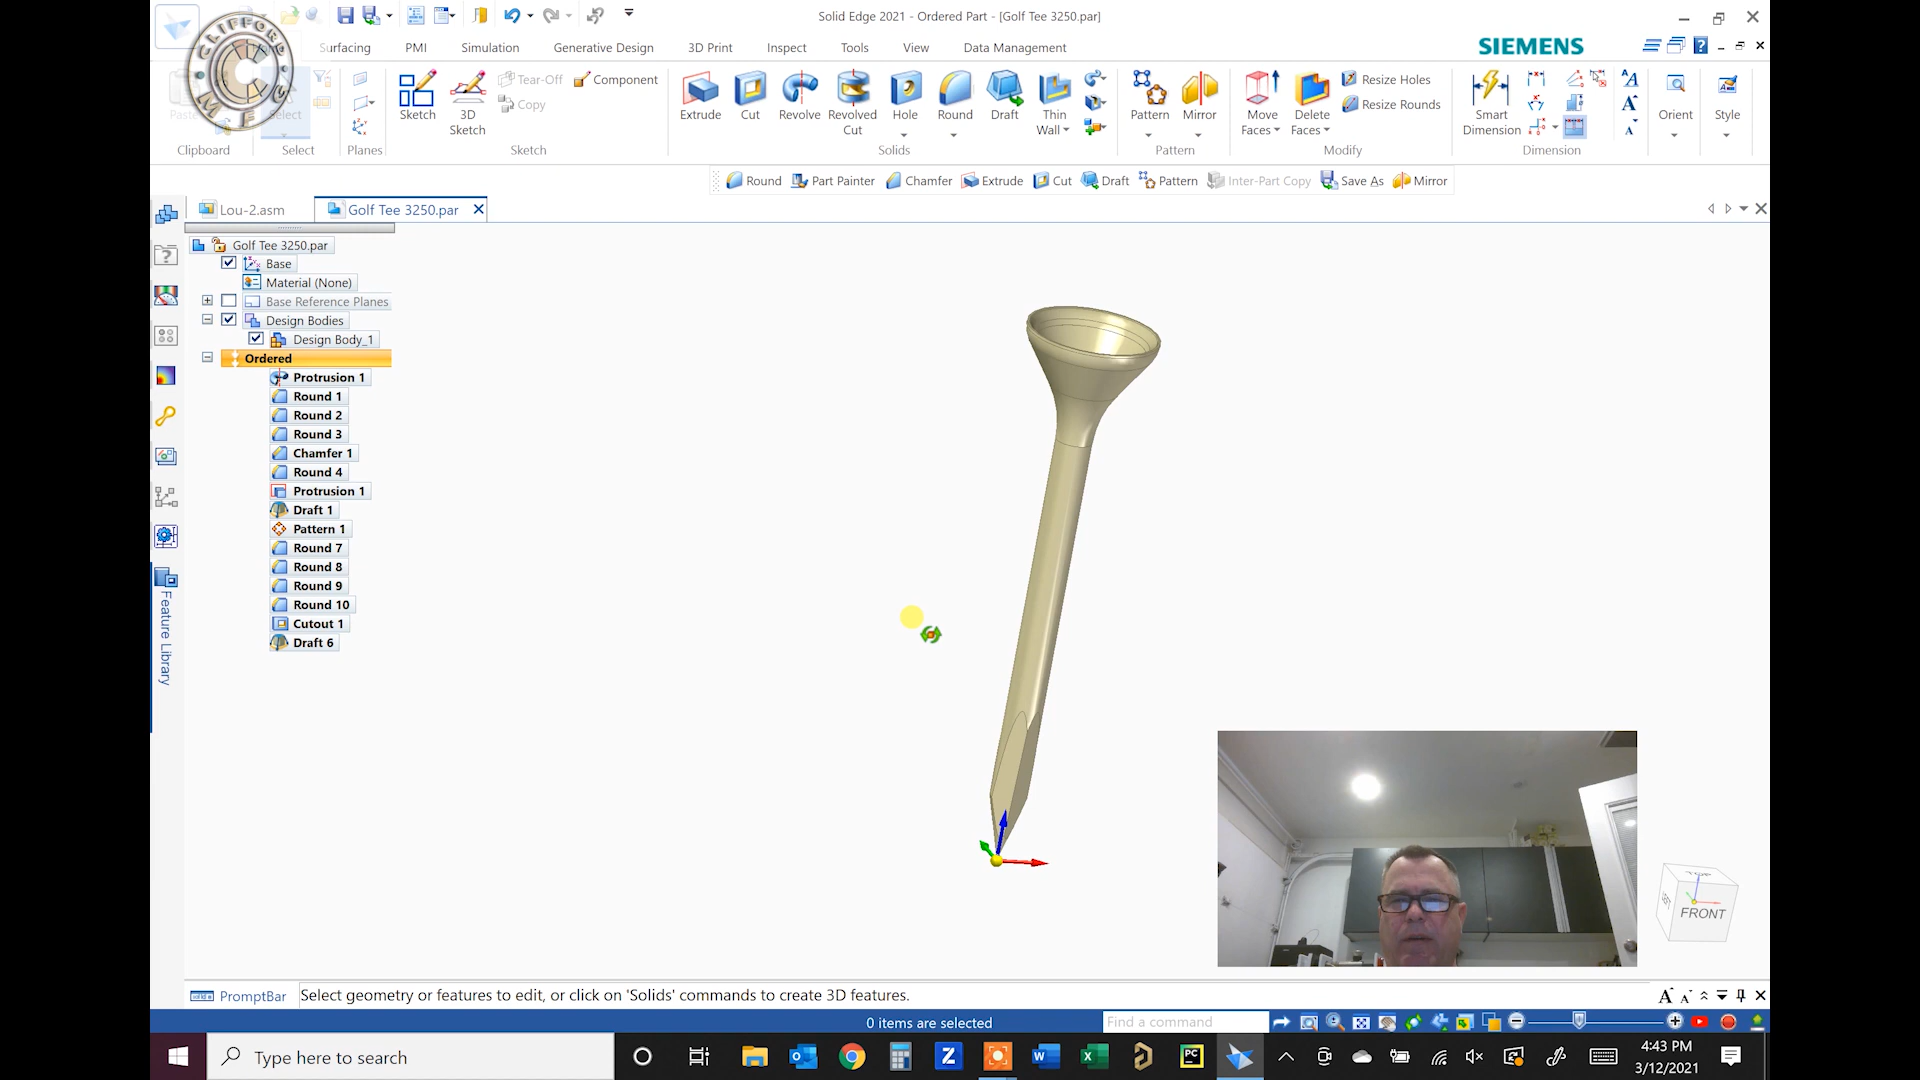 Solid Edge 2021 - Ordered Part - [Golf Tee 3250.par]
CLIFFORD
Surfacing PMI Simulation Generative Design 3D Print Inspect Tools View Data Management
SIEMENS
Paste
Select
Sketch
3D Sketch
Tear-Off
Copy
Component
Extrude
Cut
Revolve
Revolved Cut
Hole
Round
Draft
Thin Wall
Pattern
Mirror
Move Faces
Delete Faces
Resize Holes
Resize Rounds
Smart Dimension
Orient
Style
Clipboard Select Planes Sketch Solids Pattern Modify Dimension
Round Part Painter Chamfer Extrude Cut Draft Pattern Inter-Part Copy Save As Mirror
Lou-2.asm Golf Tee 3250.par
Golf Tee 3250.par
Base
Material (None)
Base Reference Planes
Design Bodies
Design Body_1
Ordered
Protrusion 1
Round 1
Round 2
Round 3
Chamfer 1
Round 4
Protrusion 1
Draft 1
Pattern 1
Round 7
Round 8
Round 9
Round 10
Cutout 1
Draft 6
Feature Library
TOP
FRONT
PromptBar
Select geometry or features to edit, or click on 'Solids' commands to create 3D features.
0 items are selected
Find a command
Type here to search
4:43 PM
3/12/2021